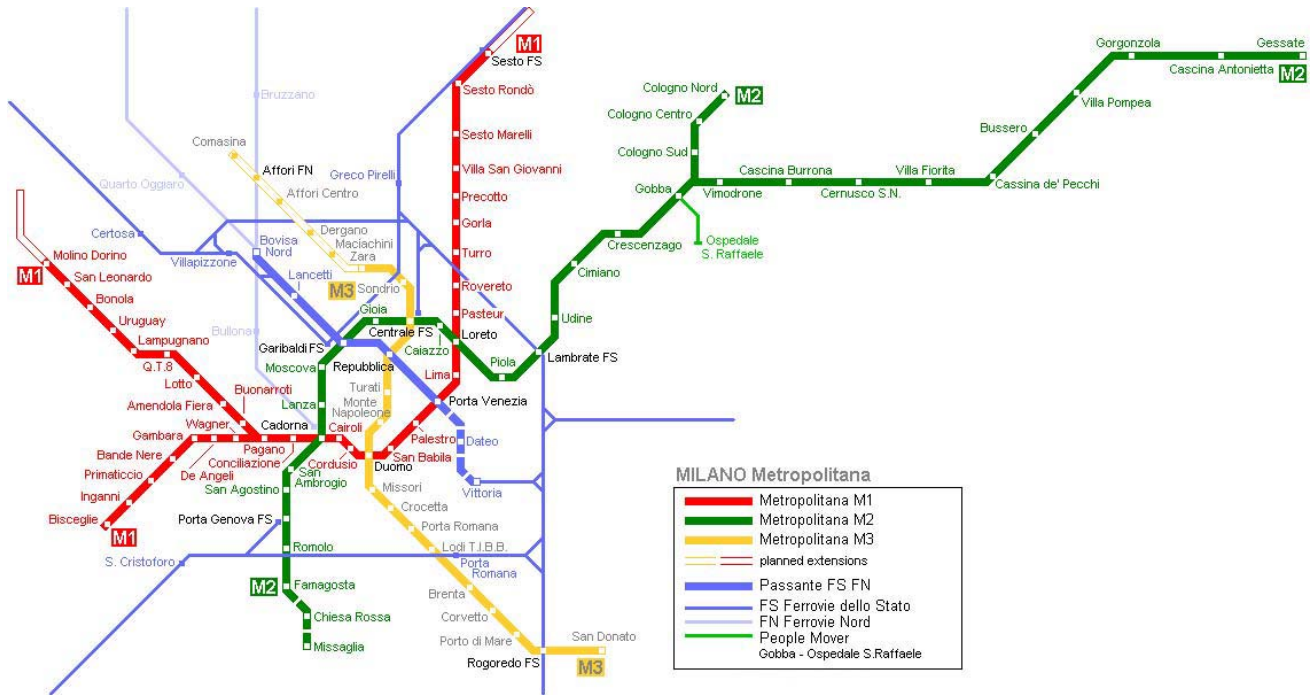 M1
Sesto FS
Sesto Rondò
Sesto Marelli
Villa San Giovanni
Precotto
Gorla
Turro
Rovereto
Pasteur
Loreto
Lima
Porta Venezia
Palestro
San Babila
Duomo
Cordusio
Cairoli
Cadorna
Conciliazione
Pagano
Buonarroti
Amendola Fiera
Lotto
Q.T.8
Lampugnano
Uruguay
Bonola
San Leonardo
Molino Dorino
M1
Wagner
De Angeli
Gambara
Bande Nere
Primaticcio
Inganni
Bisceglie
M1
Gessate
M2
Cascina Antonietta
Gorgonzola
Villa Pompea
Bussero
Cassina de' Pecchi
Villa Fiorita
Cernusco S.N.
Cascina Burrona
Vimodrone
Cologno Nord
M2
Cologno Centro
Cologno Sud
Gobba
Ospedale
S. Raffaele
Crescenzago
Cimiano
Udine
Lambrate FS
Piola
Caiazzo
Centrale FS
Gioia
Garibaldi FS
Moscova
Lanza
San
Ambrogio
San Agostino
Porta Genova FS
Romolo
M2
Famagosta
Chiesa Rossa
Missaglia
Comasina
Affori FN
Affori Centro
Dergano
Maciachini
Zara
M3
Sondrio
Repubblica
Turati
Monte
Napoleone
Missori
Crocetta
Porta Romana
Lodi T.I.B.B.
Porta
Romana
Brenta
Corvetto
Porto di Mare
Rogoredo FS
San Donato
M3
Bruzzano
Quarto Oggiaro
Greco Pirelli
Certosa
Villapizzone
Bovisa
Nord
Lancetti
Bullona
Dateo
Vittoria
S. Cristoforo
MILANO Metropolitana
Metropolitana M1
Metropolitana M2
Metropolitana M3
planned extensions
Passante FS FN
FS Ferrovie dello Stato
FN Ferrovie Nord
People Mover
Gobba - Ospedale S.Raffaele